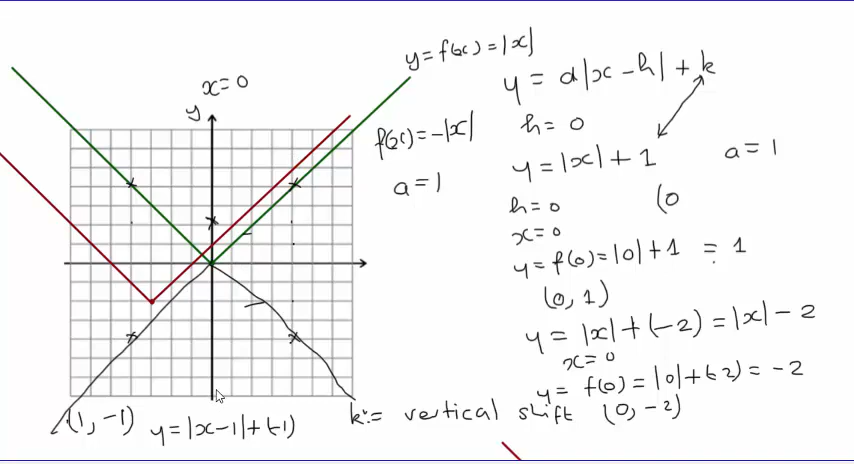 y = f(x) = |x|
x = 0
y
y = a|x - h| + k
f(x) = -|x|
h = 0
a = 1
y = |x| + 1
a = 1
h = 0
(0
x = 0
y = f(0) = |0| + 1 = 1
(0, 1)
y = |x| + (-2) = |x| - 2
x = 0
y = f(0) = |0| + (-2) = -2
(1, -1)
y = |x - 1| + (-1)
k := vertical shift (0, -2)